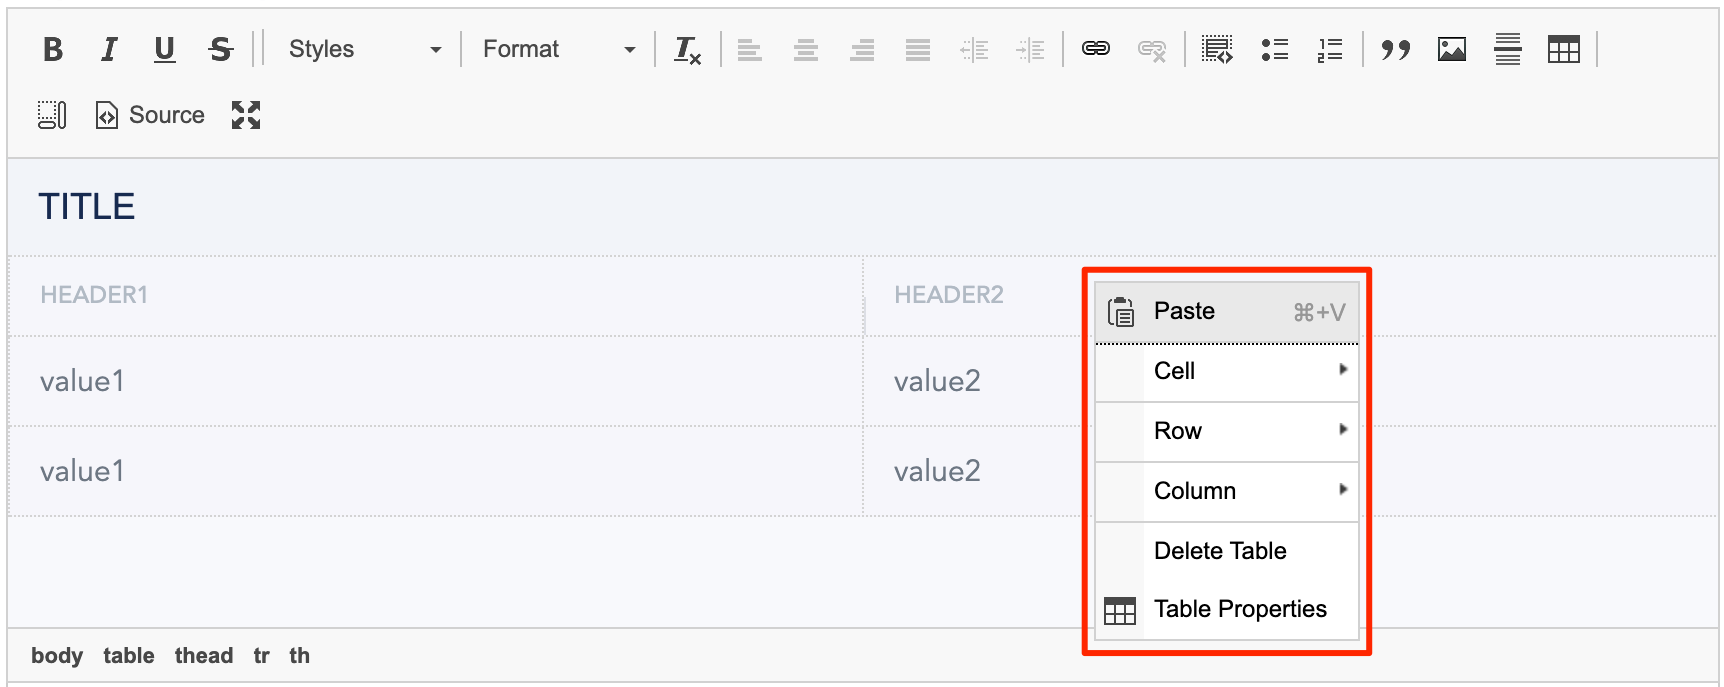 B I U S Styles Format Tx
Source
TITLE
HEADER1 HEADER2
value1 value2
value1 value2
Paste ⌘+V
Cell
Row
Column
Delete Table
Table Properties
body table thead tr th